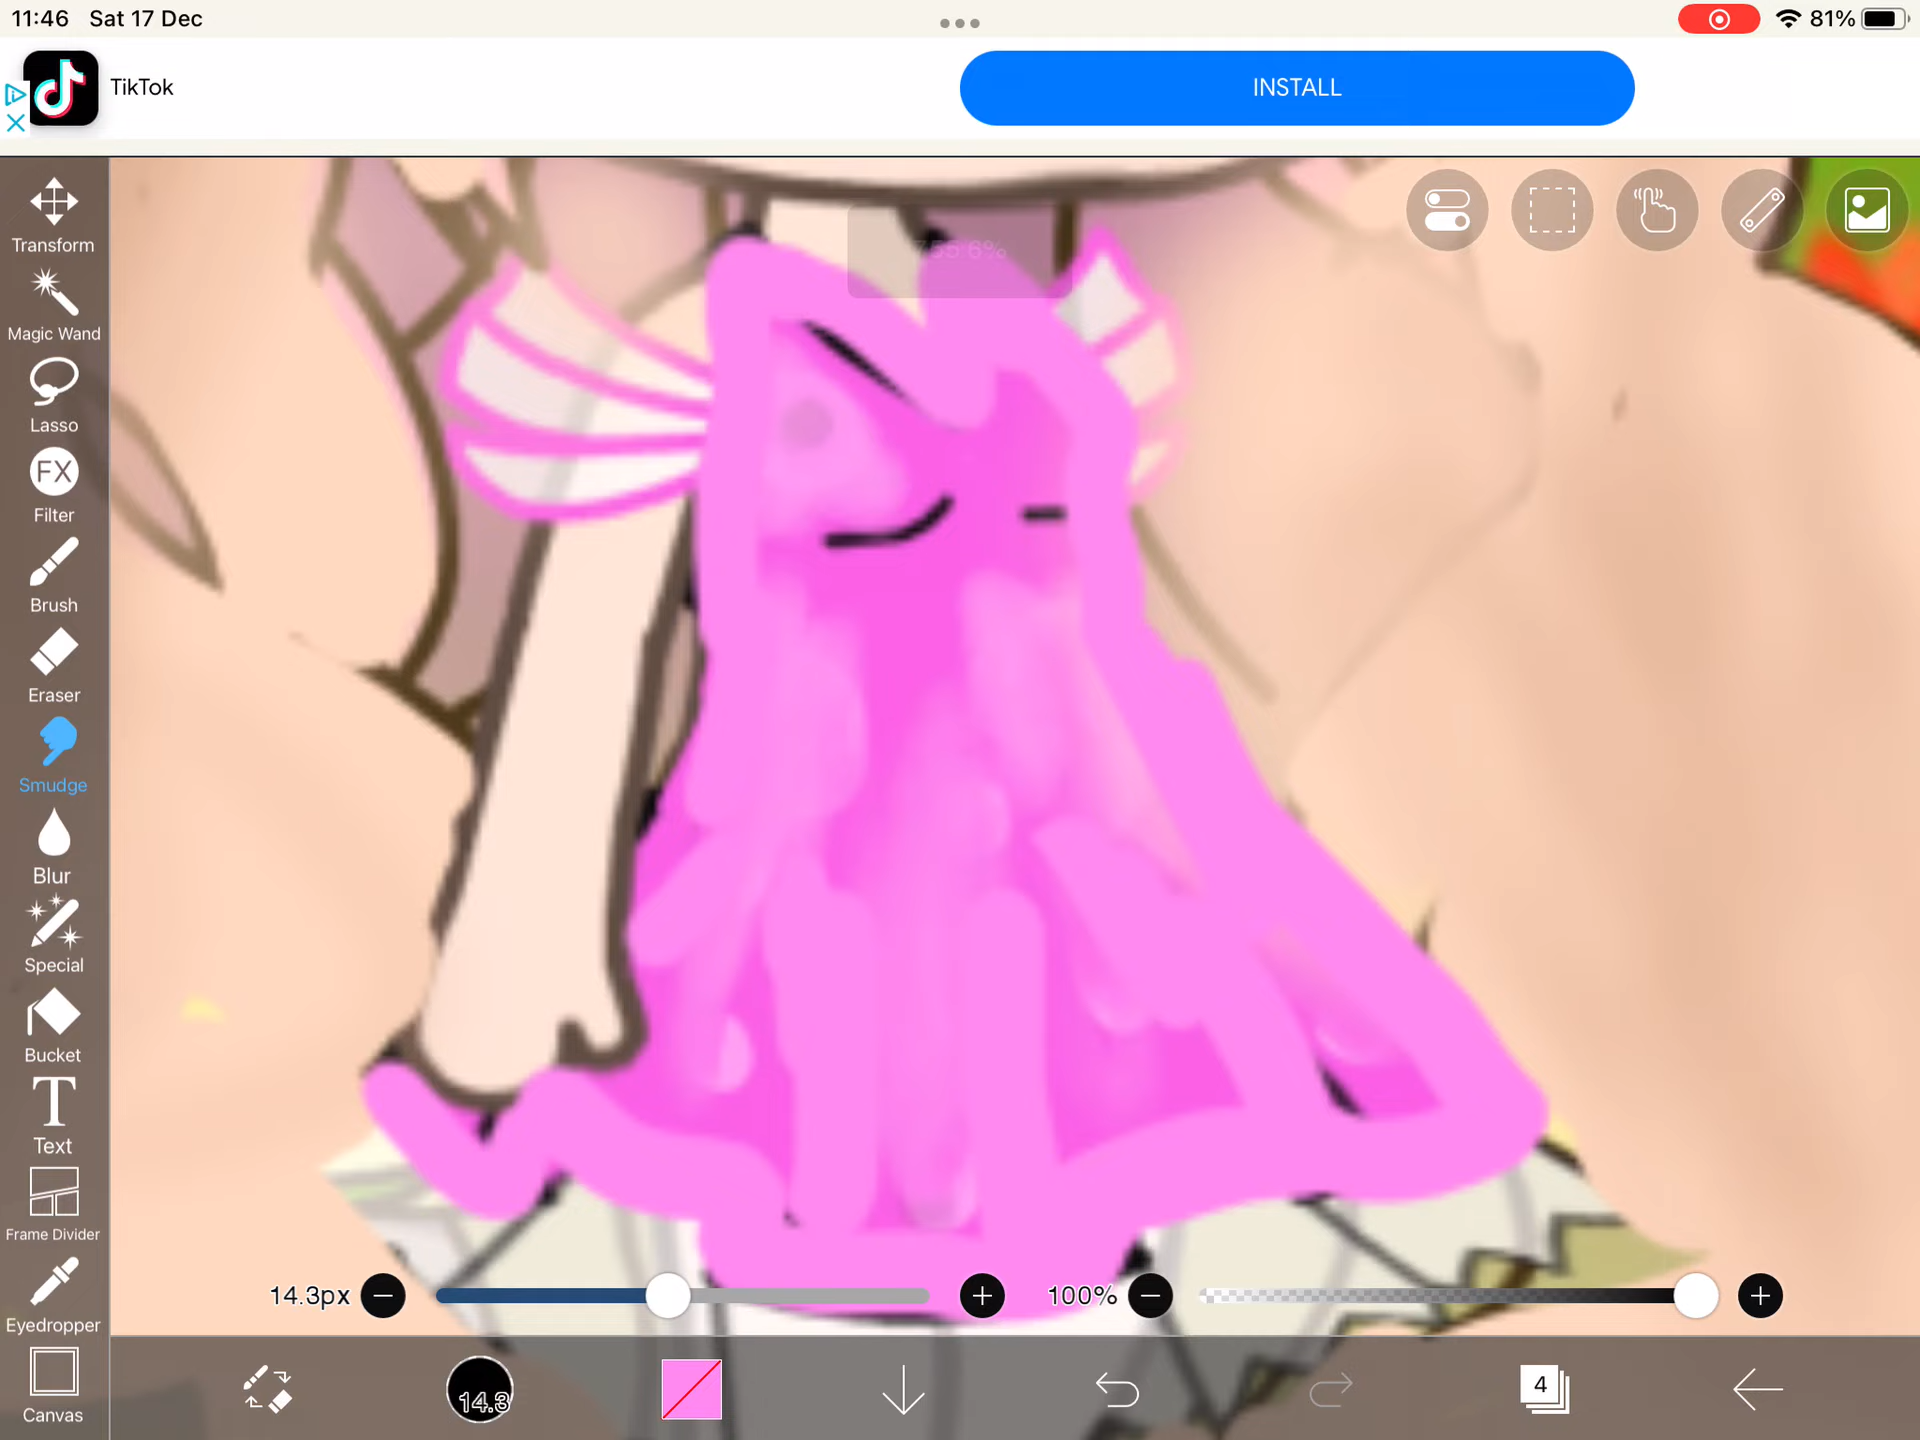 11:46 Sat 17 Dec
81%
TikTok
INSTALL
Transform
Magic Wand
Lasso
FX
Filter
Brush
Eraser
Smudge
Blur
Special
Bucket
T
Text
Frame Divider
Eyedropper
Canvas
14.3px
100%
14.3
4